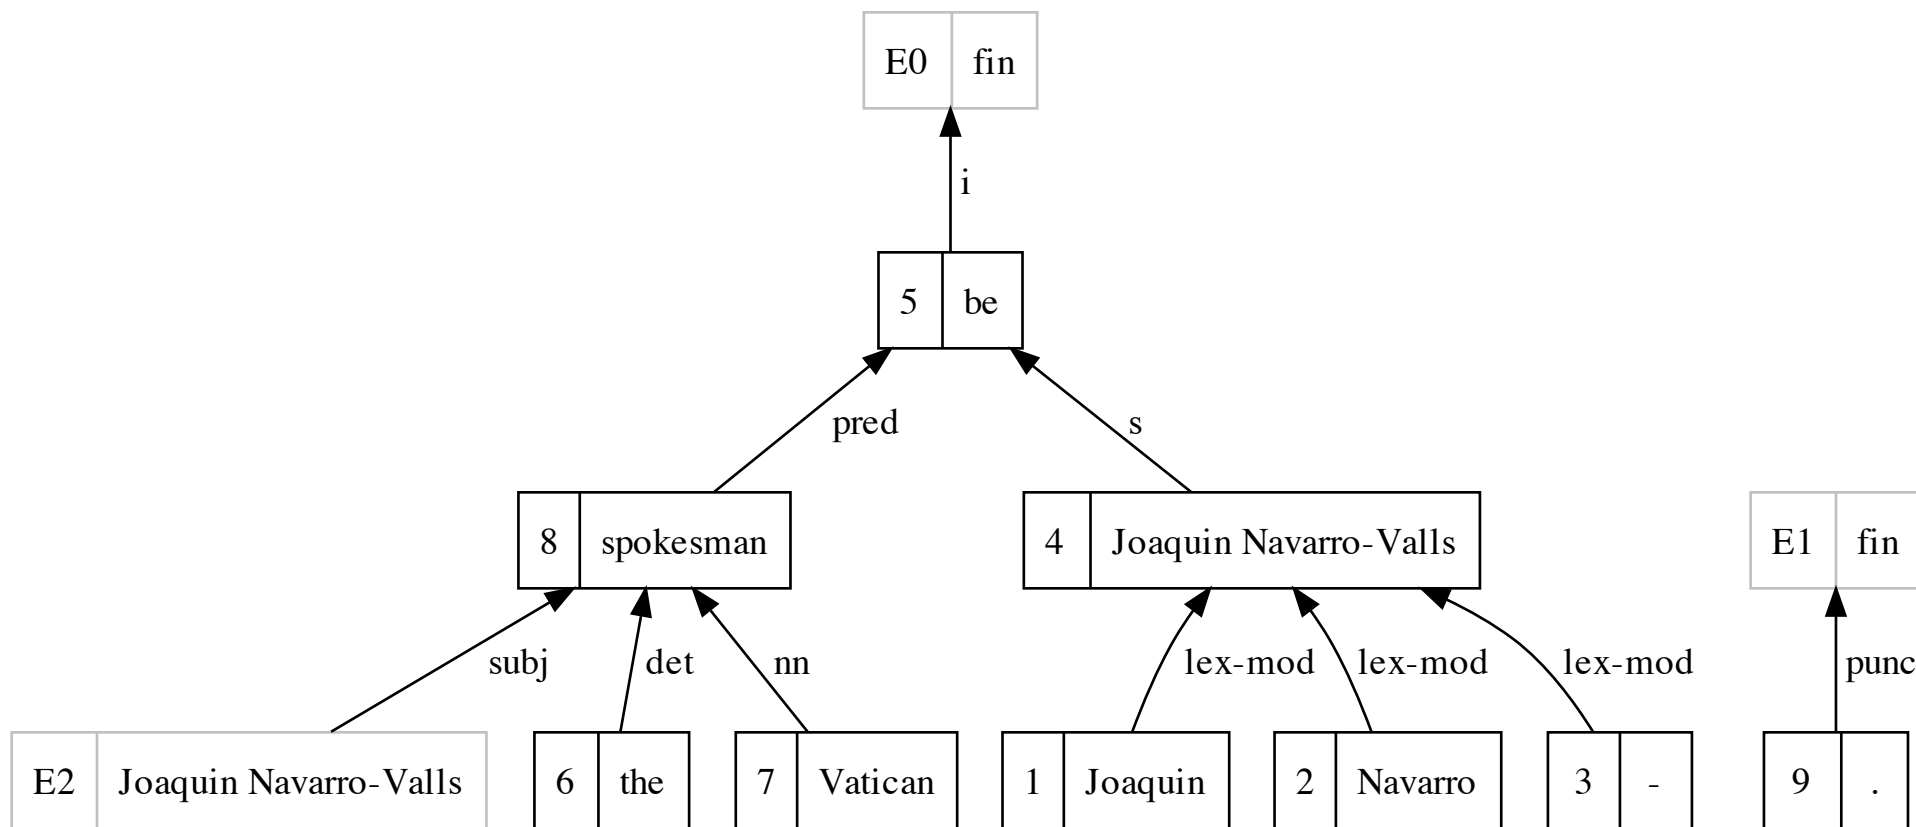 E0 fin
i
5 be
pred s
8 spokesman 4 Joaquin Navarro-Valls E1 fin
subj det nn lex-mod lex-mod lex-mod punc
E2 Joaquin Navarro-Valls 6 the 7 Vatican 1 Joaquin 2 Navarro 3 - 9 .